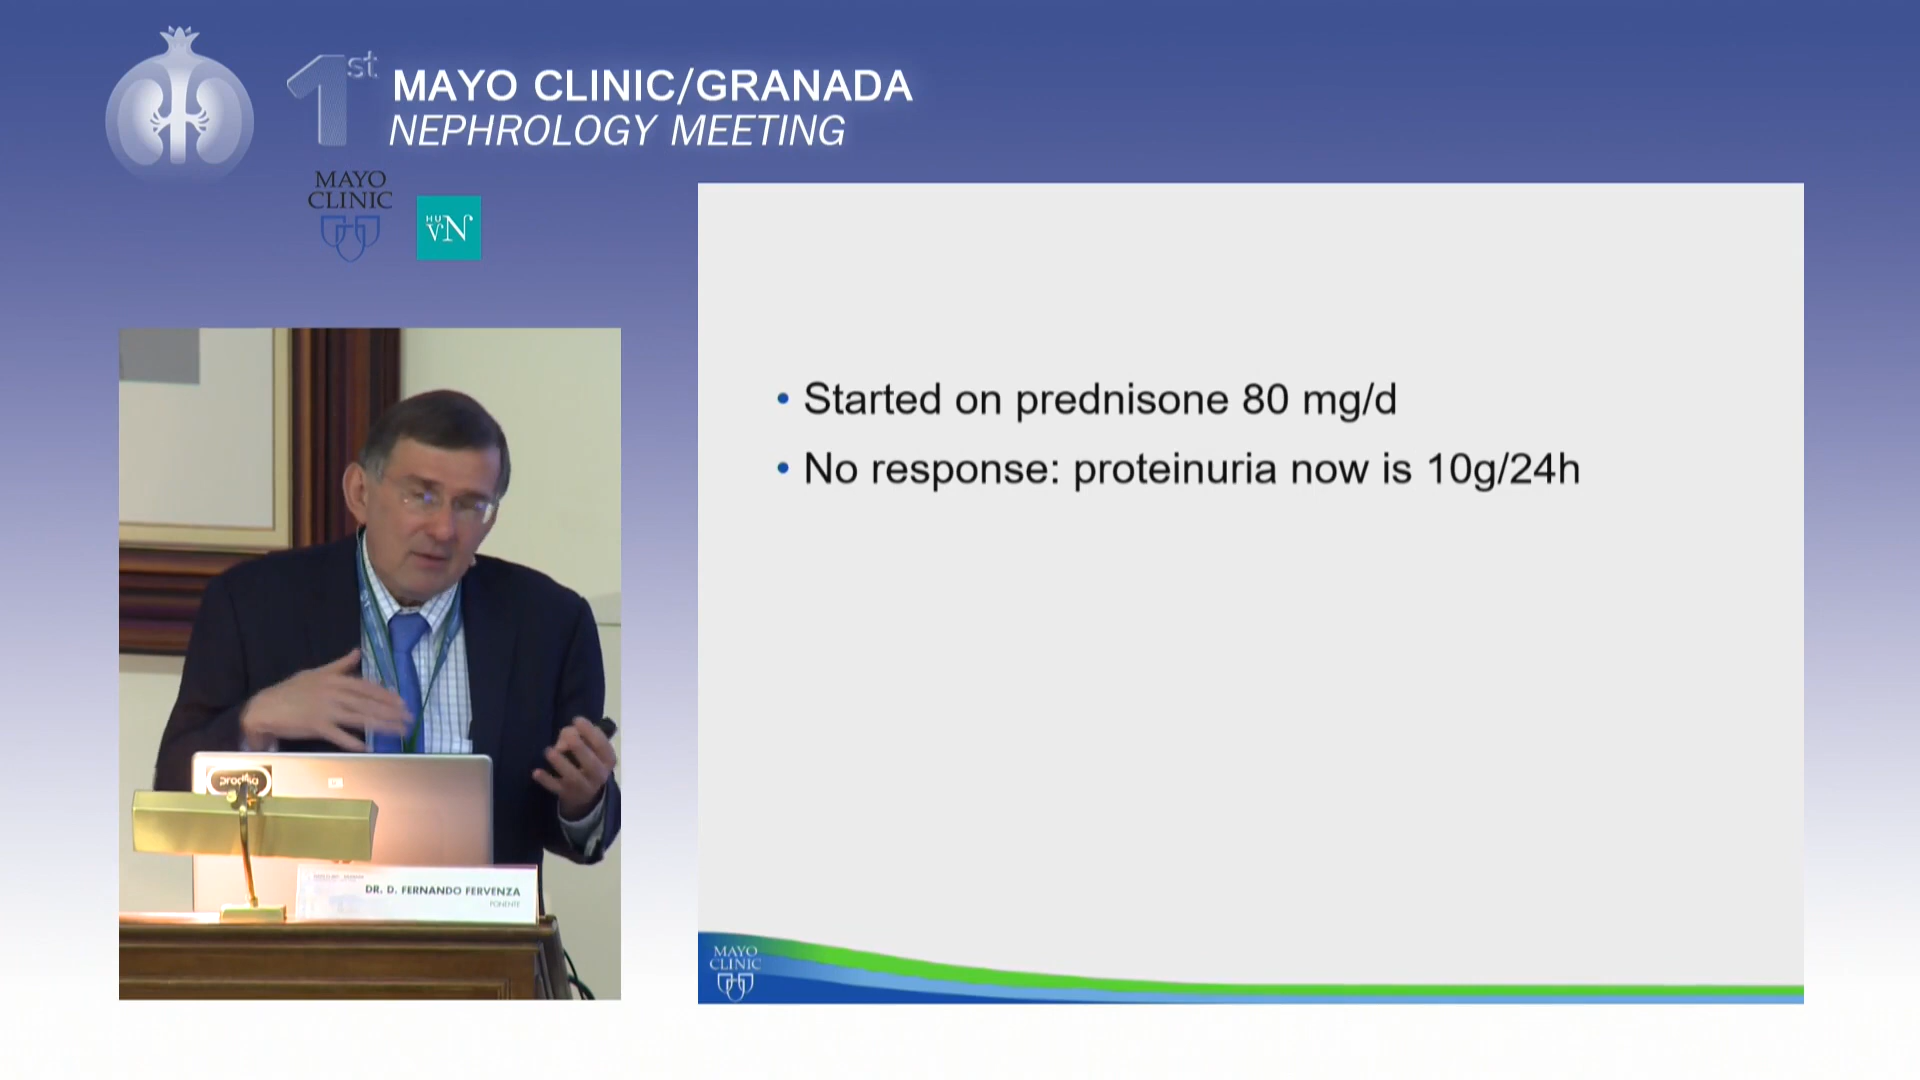 1st
MAYO CLINIC/GRANADA
NEPHROLOGY MEETING
MAYO
CLINIC
HU
VN
• Started on prednisone 80 mg/d
• No response: proteinuria now is 10g/24h
DR. D. FERNANDO FERVENZA
PONENTE
MAYO
CLINIC